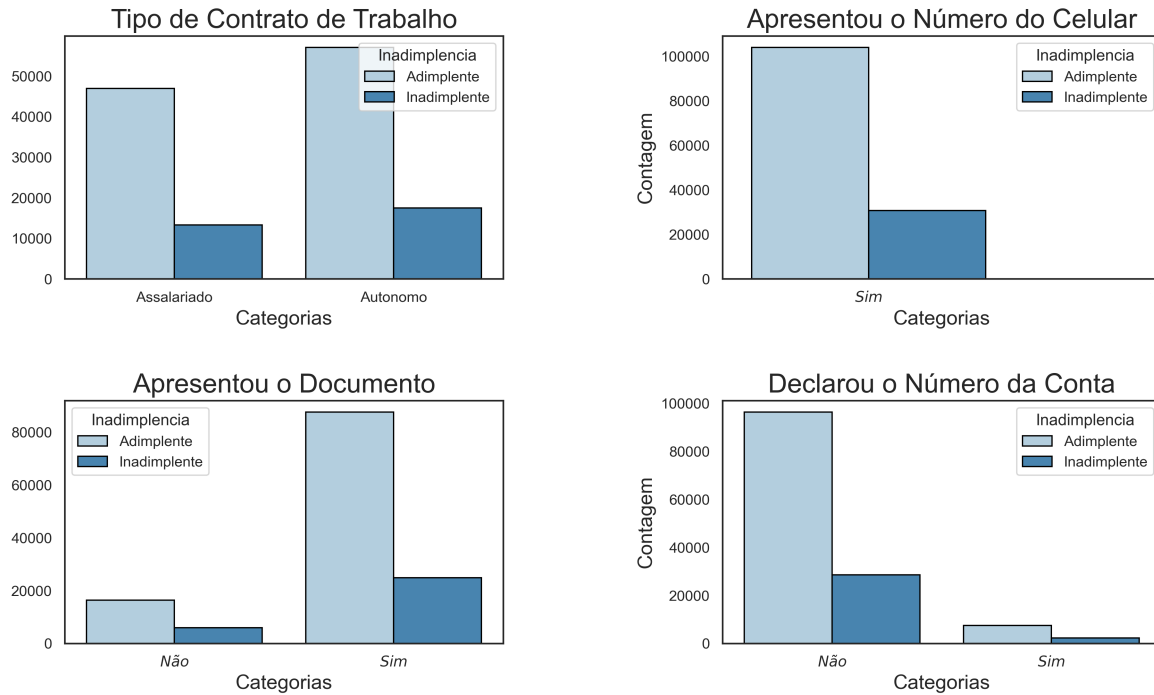 Tipo de Contrato de Trabalho
Inadimplencia
Adimplente
Inadimplente
50000
40000
30000
20000
10000
0
Assalariado
Autonomo
Categorias
Apresentou o Número do Celular
Inadimplencia
Adimplente
Inadimplente
Contagem
100000
80000
60000
40000
20000
0
Sim
Categorias
Apresentou o Documento
Inadimplencia
Adimplente
Inadimplente
80000
60000
40000
20000
0
Não
Sim
Categorias
Declarou o Número da Conta
Inadimplencia
Adimplente
Inadimplente
Contagem
100000
80000
60000
40000
20000
0
Não
Sim
Categorias